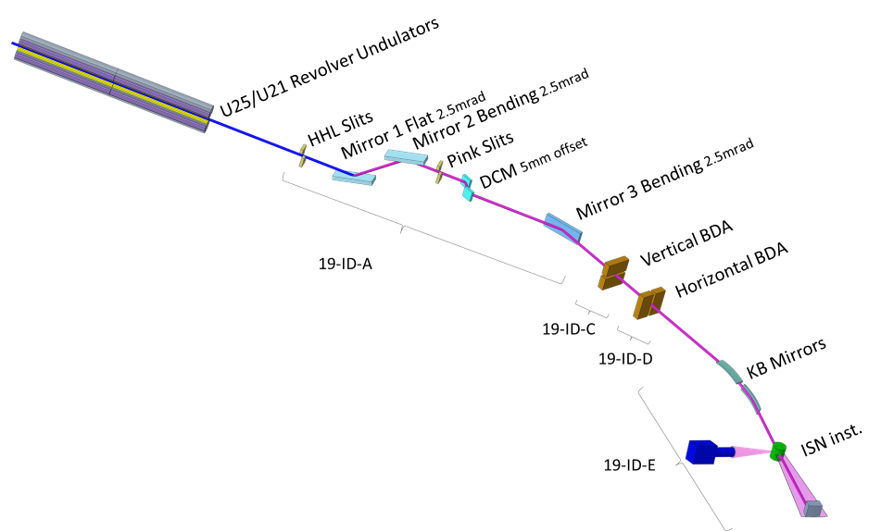 U25/U21 Revolver Undulators
HHL Slits
Mirror 1 Flat 2.5mrad
Mirror 2 Bending 2.5mrad
Pink Slits
DCM 5mm offset
Mirror 3 Bending 2.5mrad
Vertical BDA
Horizontal BDA
19-ID-A
19-ID-C
19-ID-D
KB Mirrors
ISN inst.
19-ID-E